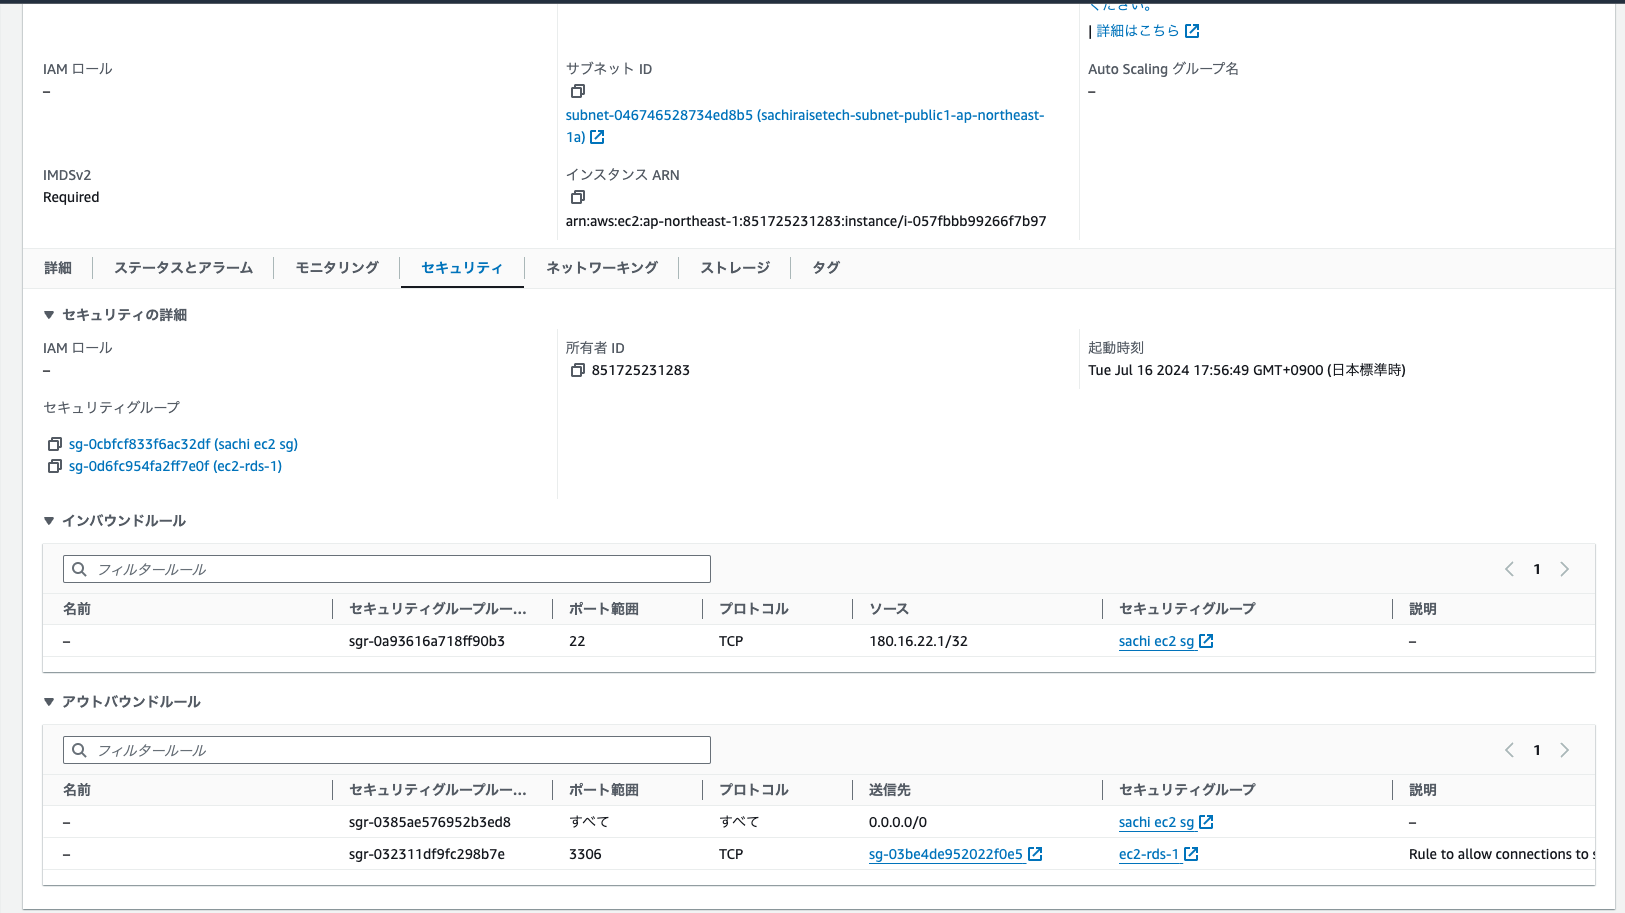 ください。
| 詳細はこちら
IAM ロール
–
サブネット ID
subnet-046746528734ed8b5 (sachiraisetech-subnet-public1-ap-northeast-
1a)
Auto Scaling グループ名
–
IMDSv2
Required
インスタンス ARN
arn:aws:ec2:ap-northeast-1:851725231283:instance/i-057fbbb99266f7b97
詳細
ステータスとアラーム
モニタリング
セキュリティ
ネットワーキング
ストレージ
タグ
▼ セキュリティの詳細
IAM ロール
–
所有者 ID
851725231283
起動時刻
Tue Jul 16 2024 17:56:49 GMT+0900 (日本標準時)
セキュリティグループ
sg-0cbfcf833f6ac32df (sachi ec2 sg)
sg-0d6fc954fa2ff7e0f (ec2-rds-1)
▼ インバウンドルール
フィルタールール
1
名前 セキュリティグループルー... ポート範囲 プロトコル ソース セキュリティグループ 説明
– sgr-0a93616a718ff90b3 22 TCP 180.16.22.1/32 sachi ec2 sg –
▼ アウトバウンドルール
フィルタールール
1
名前 セキュリティグループルー... ポート範囲 プロトコル 送信先 セキュリティグループ 説明
– sgr-0385ae576952b3ed8 すべて すべて 0.0.0.0/0 sachi ec2 sg –
– sgr-032311df9fc298b7e 3306 TCP sg-03be4de952022f0e5 ec2-rds-1 Rule to allow connections to